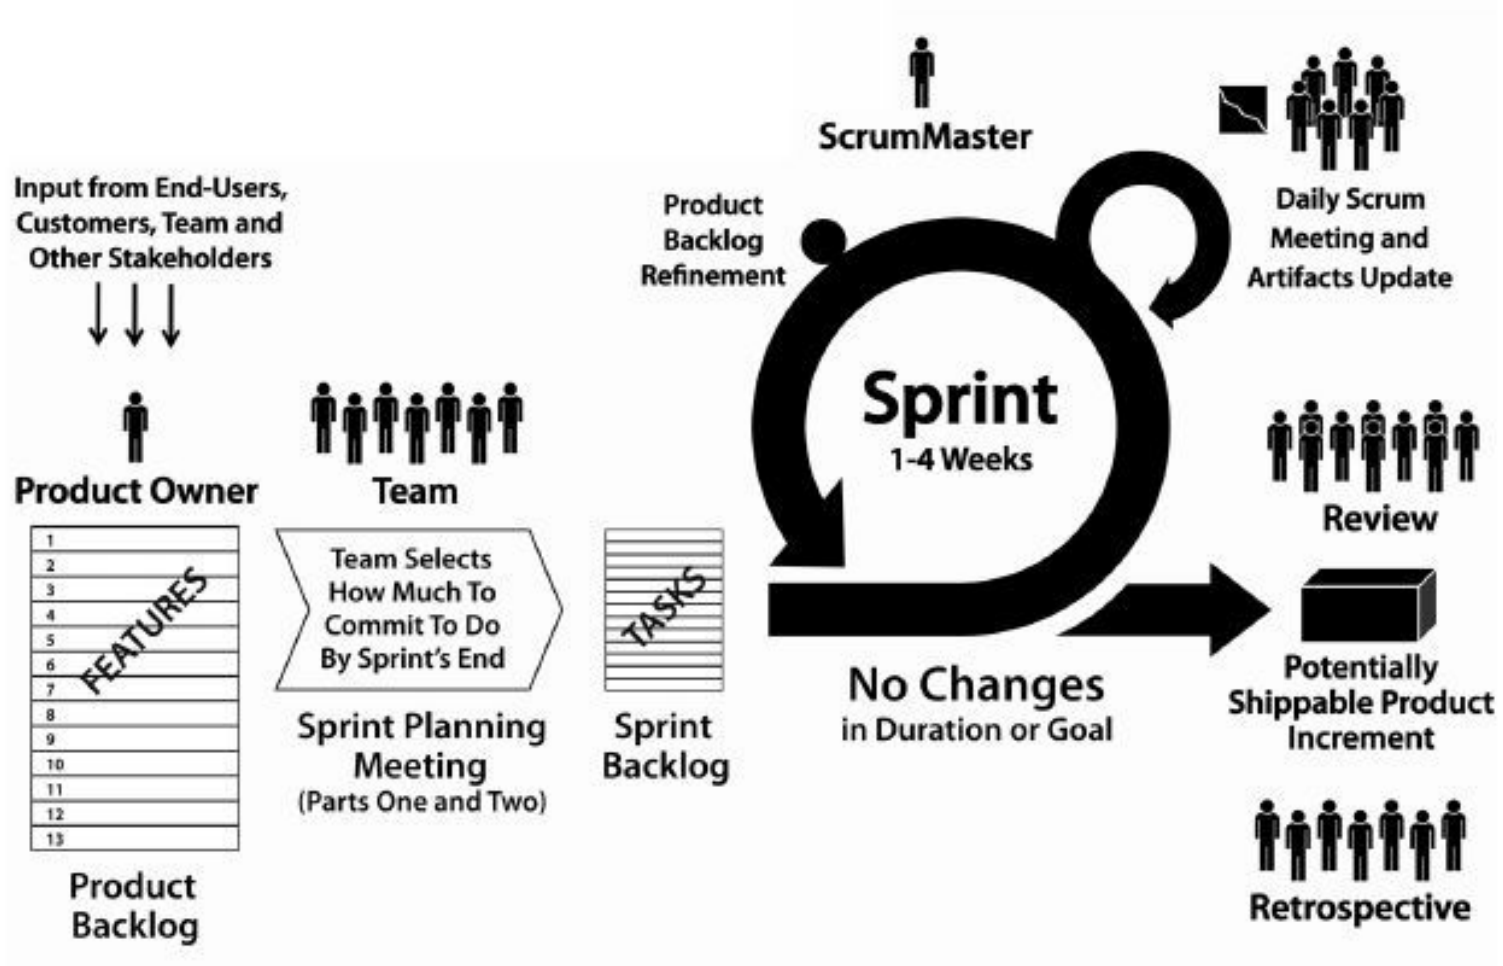 Input from End-Users,
Customers, Team and
Other Stakeholders
Product Owner
1
2
3
4
5
6
7
8
9
10
11
12
13
FEATURES
Product
Backlog
Team
Team Selects
How Much To
Commit To Do
By Sprint's End
Sprint Planning
Meeting
(Parts One and Two)
TASKS
Sprint
Backlog
ScrumMaster
Product
Backlog
Refinement
Sprint
1-4 Weeks
No Changes
in Duration or Goal
Daily Scrum
Meeting and
Artifacts Update
Review
Potentially
Shippable Product
Increment
Retrospective